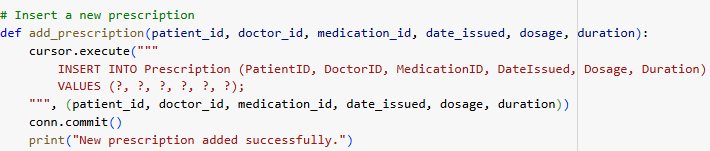 # Insert a new prescription
def add_prescription(patient_id, doctor_id, medication_id, date_issued, dosage, duration):
    cursor.execute("""
        INSERT INTO Prescription (PatientID, DoctorID, MedicationID, DateIssued, Dosage, Duration)
        VALUES (?, ?, ?, ?, ?, ?);
    """, (patient_id, doctor_id, medication_id, date_issued, dosage, duration))
    conn.commit()
    print("New prescription added successfully.")